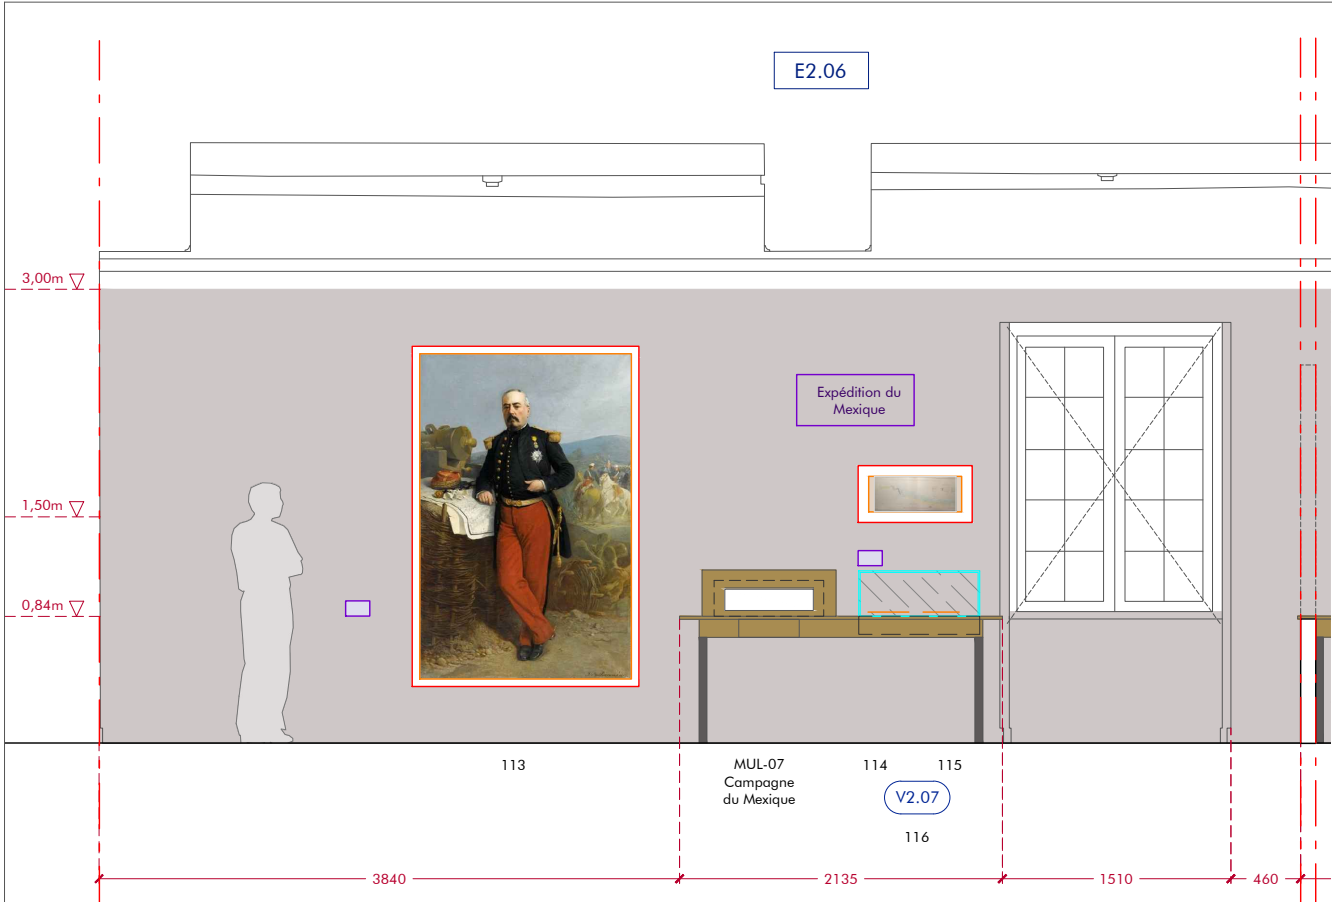 E2.06
3,00m
Expédition du
Mexique
1,50m
0,84m
113
MUL-07
Campagne
du Mexique
114
115
V2.07
116
3840
2135
1510
460